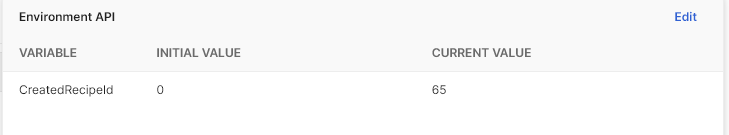 Environment API Edit
VARIABLE INITIAL VALUE CURRENT VALUE
CreatedRecipeId 0 65